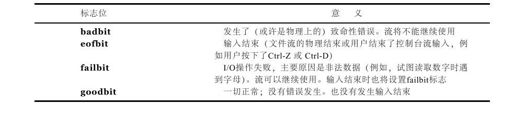 标志位 意 义
badbit 发生了（或许是物理上的）致命性错误。流将不能继续使用
eofbit 输入结束（文件流的物理结束或用户结束了控制台流输入，例
如用户按下了Ctrl-Z 或 Ctrl-D）
failbit I/O操作失败，主要原因是非法数据（例如，试图读取数字时遇
到字母）。流可以继续使用。输入结束时也将设置failbit标志
goodbit 一切正常；没有错误发生。也没有发生输入结束